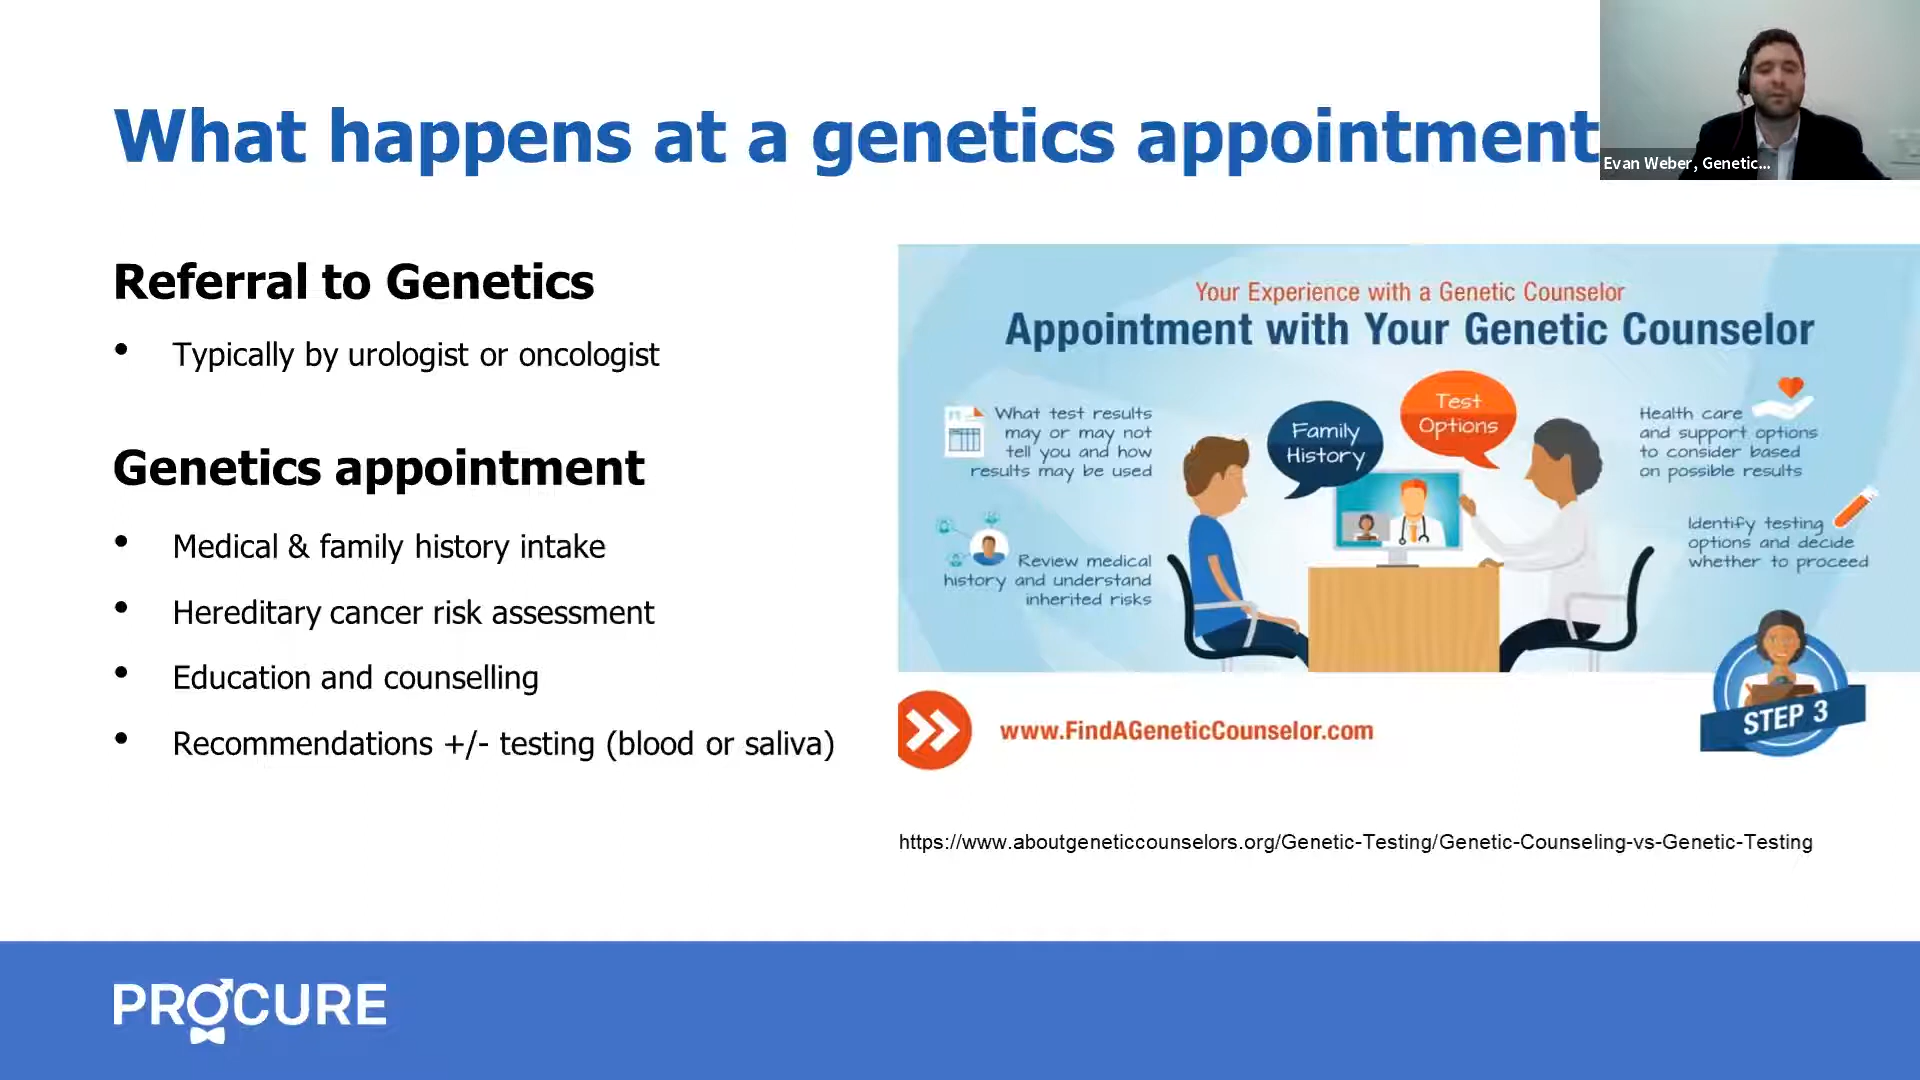 What happens at a genetics appointment
Evan Weber, Genetic...
Referral to Genetics
• Typically by urologist or oncologist
Genetics appointment
• Medical & family history intake
• Hereditary cancer risk assessment
• Education and counselling
• Recommendations +/- testing (blood or saliva)
Your Experience with a Genetic Counselor
Appointment with Your Genetic Counselor
What test results
may or may not
tell you and how
results may be used
Review medical
history and understand
inherited risks
Family
History
Test
Options
Health care
and support options
to consider based
on possible results
Identify testing
options and decide
whether to proceed
STEP 3
www.FindAGeneticCounselor.com
https://www.aboutgeneticcounselors.org/Genetic-Testing/Genetic-Counseling-vs-Genetic-Testing
PROCURE